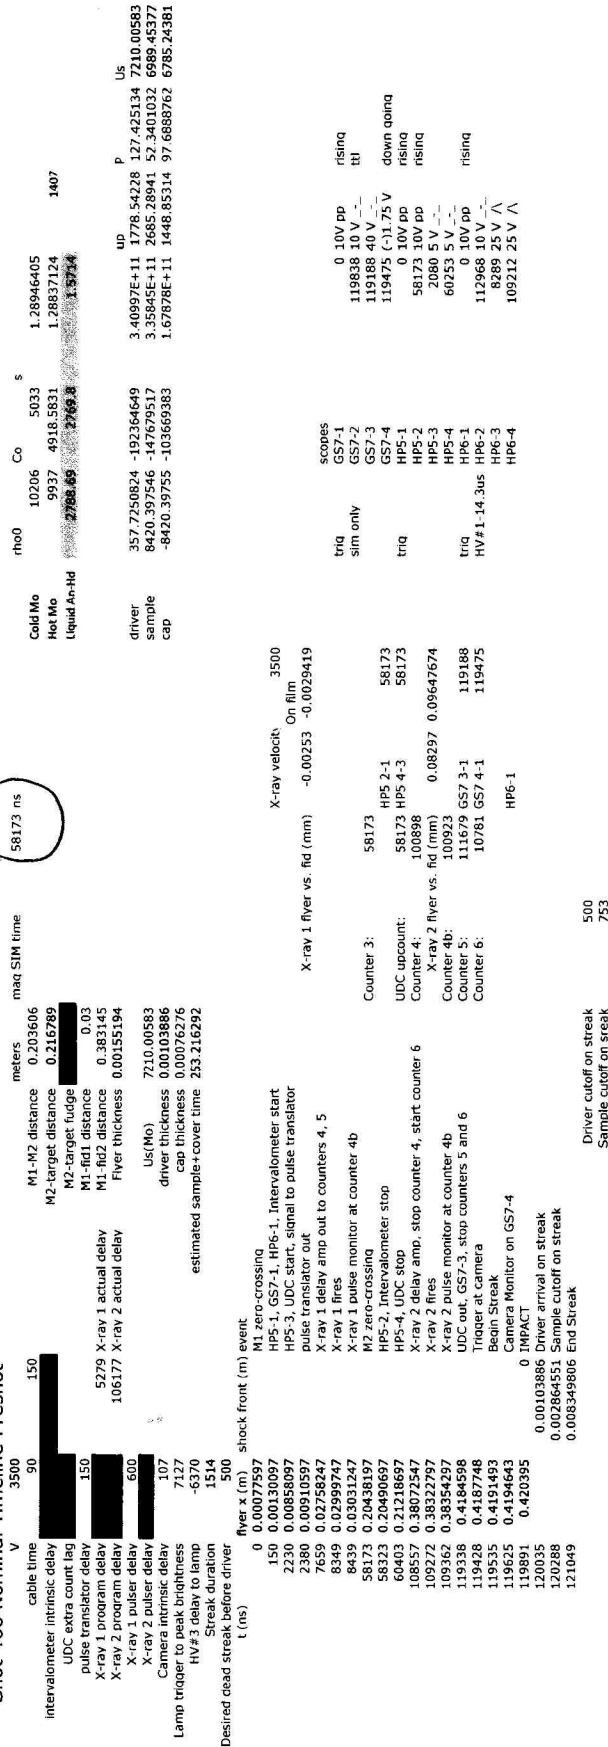 V 3500
cable time 90 150
intervalometer intrinsic delay
UDC extra count lag
pulse translator delay 150
X-ray 1 program delay 5279 X-ray 1 actual delay
X-ray 2 program delay 106177 X-ray 2 actual delay
X-ray 1 pulser delay 600
X-ray 2 pulser delay
Camera intrinsic delay 107
Lamp trigger to peak brightness 7127
HV#3 delay to lamp -6370
Streak duration 1514
Desired dead streak before driver 500
meters mag SIM time 58173 ns
M1-M2 distance 0.203606
M2-target distance 0.216789
M2-target fudge
M1-fid1 distance 0.03
M1-fid2 distance 0.383145
Flyer thickness 0.00155194
Us(Mo) 7210.00583
driver thickness 0.00103886
cap thickness 0.00076276
estimated sample+cover time 253.216292
rho0 Co s
Cold Mo 10206 5033 1.28946405
Hot Mo 9937 4918.5831 1.28837124 1407
Liquid An-Hd 2788.69 2769.8 1.5714
up P Us
driver 357.7250824 -192364649 3.40997E+11 1778.54228 127.425134 7210.00583
sample 8420.397546 -147679517 3.35845E+11 2685.28941 52.3401032 6989.45377
cap -8420.39755 -103669383 1.67878E+11 1448.85314 97.6888762 6785.24381
t (ns) flyer x (m) shock front (m) event
0 0.00077597 M1 zero-crossing
150 0.00130097 HP5-1, GS7-1, HP6-1, Intervalometer start
2230 0.00858097 HP5-3, UDC start, signal to pulse translator
2380 0.00910597 pulse translator out
7659 0.02758247 X-ray 1 delay amp out to counters 4, 5
8349 0.02999747 X-ray 1 fires
8439 0.03031247 X-ray 1 pulse monitor at counter 4b
58173 0.20438197 M2 zero-crossing
58323 0.20490697 HP5-2, Intervalometer stop
60403 0.21218697 HP5-4, UDC stop
108557 0.38072547 X-ray 2 delay amp, stop counter 4, start counter 6
109272 0.38322797 X-ray 2 fires
109362 0.38354297 X-ray 2 pulse monitor at counter 4b
119338 0.4184598 UDC out, GS7-3, stop counters 5 and 6
119428 0.4187748 Trigger at camera
119535 0.4191493 Begin Streak
119625 0.4194643 Camera Monitor on GS7-4
119891 0.420395 0 IMPACT
120035 0.00103886 Driver arrival on streak
120288 0.002864551 Sample cutoff on streak
121049 0.008349806 End Streak
X-ray velocity 3500
On film
X-ray 1 flyer vs. fid (mm) -0.00253 -0.0029419
Counter 3: 58173
HP5 2-1 58173
UDC upcount: 58173 HP5 4-3 58173
Counter 4: 100898
X-ray 2 flyer vs. fid (mm) 0.08297 0.09647674
Counter 4b: 100923
Counter 5: 111679 GS7 3-1 119188
Counter 6: 10781 GS7 4-1 119475
HP6-1
Driver cutoff on streak 500
Sample cutoff on sreak 753
scopes
trig GS7-1 0 10V pp rising
sim only GS7-2 119838 10 V _-_ ttl
GS7-3 119188 40 V _-_
GS7-4 119475 (-)1.75 V down going
trig HP5-1 0 10V pp rising
HP5-2 58173 10V pp rising
HP5-3 2080 5 V _-_
HP5-4 60253 5 V _-_
trig HP6-1 0 10V pp rising
HV#1-14.3us HP6-2 112968 10 V _-_
HP6-3 8289 25 V /\
HP6-4 109212 25 V /\